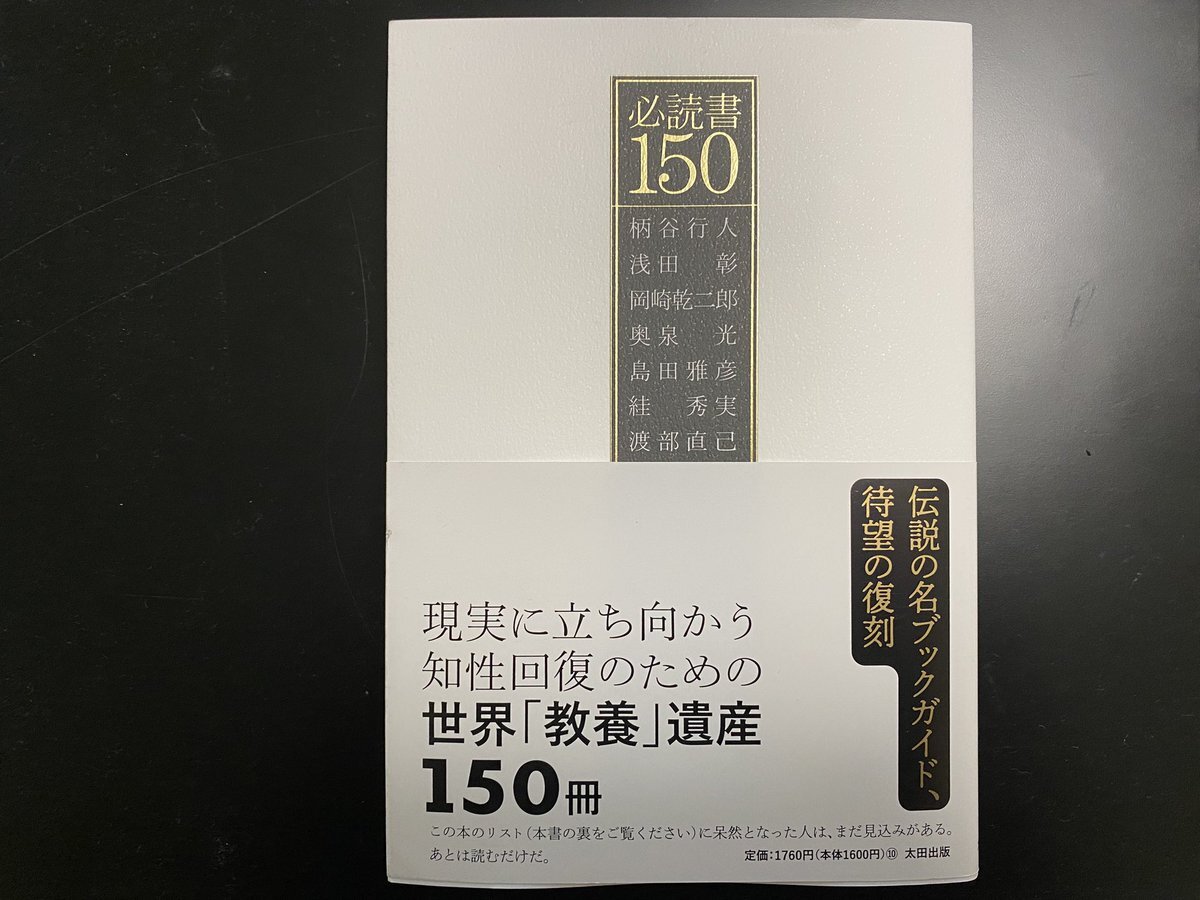 必読書
150
柄谷行人
浅田 彰
岡﨑乾二郎
奥泉 光
島田雅彦
絓 秀実
渡部直己
伝説の名ブックガイド、
待望の復刻
現実に立ち向かう
知性回復のための
世界「教養」遺産
150冊
この本のリスト(本書の裏をご覧ください)に呆然となった人は、まだ見込みがある。
あとは読むだけだ。
定価:1760円(本体1600円)⑩ 太田出版